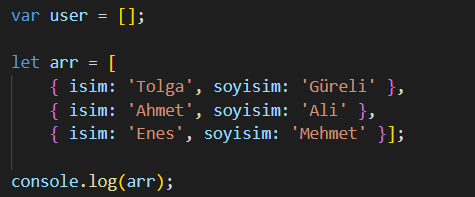 var user = [];
let arr = [
{ isim: 'Tolga', soyisim: 'Güreli' },
{ isim: 'Ahmet', soyisim: 'Ali' },
{ isim: 'Enes', soyisim: 'Mehmet' }];
console.log(arr);